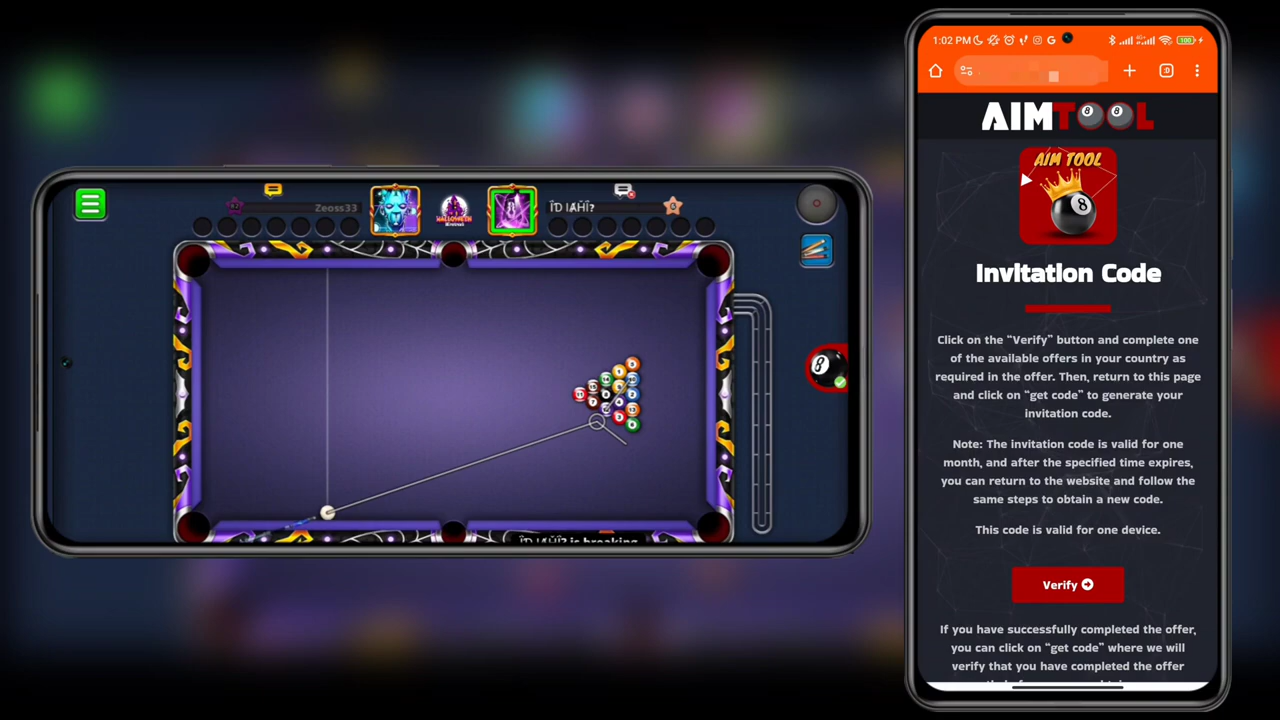 Zeoss33
HALLOWEEN
ÎÐ ĮȺĦÎ?
ÎÐ ĮȺĦÎ? is breaking
1:02 PM
AIMTOOL
AIM TOOL
Invitation Code
Click on the “Verify” button and complete one
of the available offers in your country as
required in the offer. Then, return to this page
and click on “get code” to generate your
invitation code.
Note: The invitation code is valid for one
month, and after the specified time expires,
you can return to the website and follow the
same steps to obtain a new code.
This code is valid for one device.
Verify
If you have successfully completed the offer,
you can click on “get code” where we will
verify that you have completed the offer